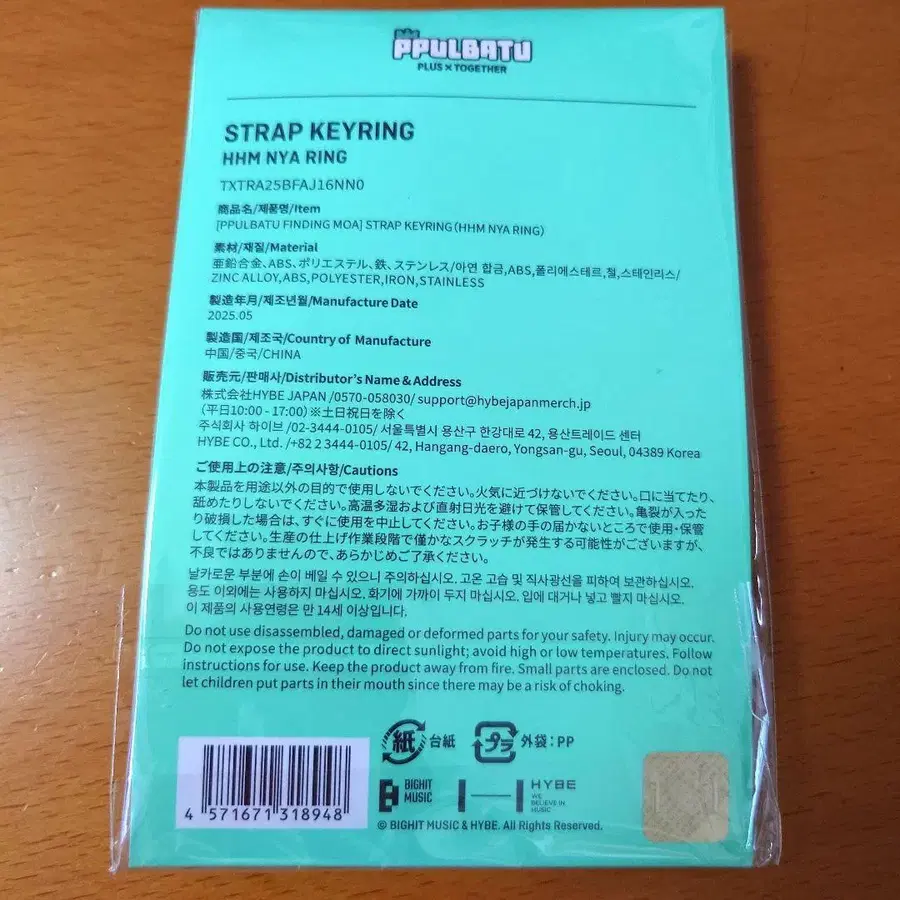 PPULBATU
PLUS × TOGETHER
STRAP KEYRING
HHM NYA RING
TXTRA25BFAJ16NN0
商品名/제품명/Item
[PPULBATU FINDING MOA] STRAP KEYRING(HHM NYA RING)
素材/재질/Material
亜鉛合金、ABS、ポリエステル、鉄、ステンレス/아연 합금,ABS,폴리에스테르,철,스테인리스/
ZINC ALLOY,ABS,POLYESTER,IRON,STAINLESS
製造年月/제조년월/Manufacture Date
2025.05
製造国/제조국/Country of Manufacture
中国/중국/CHINA
販売元/판매사/Distributor's Name & Address
株式会社HYBE JAPAN /0570-058030/ support@hybejapanmerch.jp
(平日10:00 - 17:00)※土日祝日を除く
주식회사 하이브 /02-3444-0105/ 서울특별시 용산구 한강대로 42, 용산트레이드 센터
HYBE CO., Ltd. /+82 2 3444-0105/ 42, Hangang-daero, Yongsan-gu, Seoul, 04389 Korea
ご使用上の注意/주의사항/Cautions
本製品を用途以外の目的で使用しないでください。火気に近づけないでください。口に当てたり、
舐めたりしないでください。高温多湿および直射日光を避けて保管してください。亀裂が入った
り破損した場合は、すぐに使用を中止してください。お子様の手の届かないところで使用・保管
してください。生産の仕上げ作業段階で僅かなスクラッチが発生する可能性がございますが、
不良ではありませんので、あらかじめご了承ください。
날카로운 부분에 손이 베일 수 있으니 주의하십시오. 고온 고습 및 직사광선을 피하여 보관하십시오.
용도 이외에는 사용하지 마십시오. 화기에 가까이 두지 마십시오. 입에 대거나 넣고 빨지 마십시오.
이 제품의 사용연령은 만 14세 이상입니다.
Do not use disassembled, damaged or deformed parts for your safety. Injury may occur.
Do not expose the product to direct sunlight; avoid high or low temperatures. Follow
instructions for use. Keep the product away from fire. Small parts are enclosed. Do not
let children put parts in their mouth since there may be a risk of choking.
紙 台紙 プラ 外袋:PP
4 571671 318948
BIGHIT MUSIC
HYBE
WE BELIEVE IN MUSIC
© BIGHIT MUSIC & HYBE. All Rights Reserved.